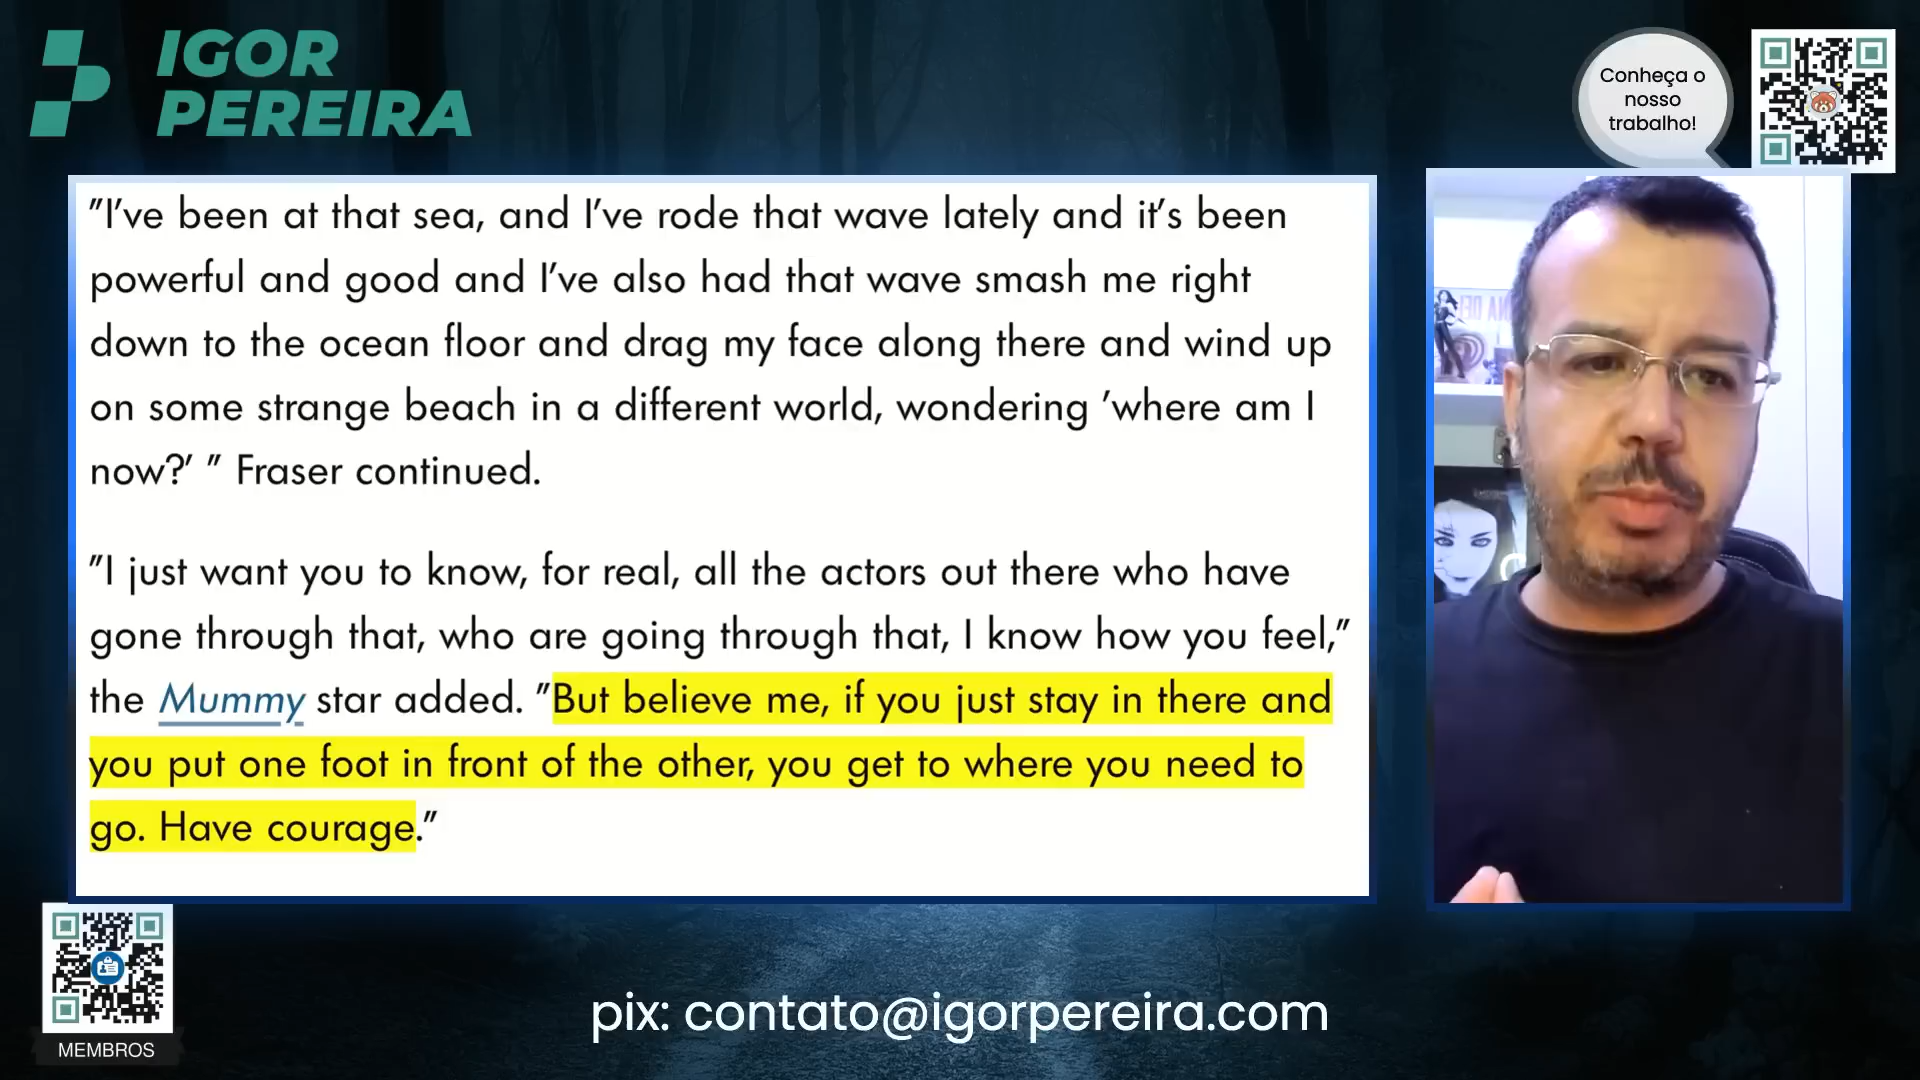 IGOR
PEREIRA
Conheça o
nosso
trabalho!
"I've been at that sea, and I've rode that wave lately and it's been
powerful and good and I've also had that wave smash me right
down to the ocean floor and drag my face along there and wind up
on some strange beach in a different world, wondering 'where am I
now?' " Fraser continued.
"I just want you to know, for real, all the actors out there who have
gone through that, who are going through that, I know how you feel,"
the Mummy star added. "But believe me, if you just stay in there and
you put one foot in front of the other, you get to where you need to
go. Have courage."
MEMBROS
pix: contato@igorpereira.com